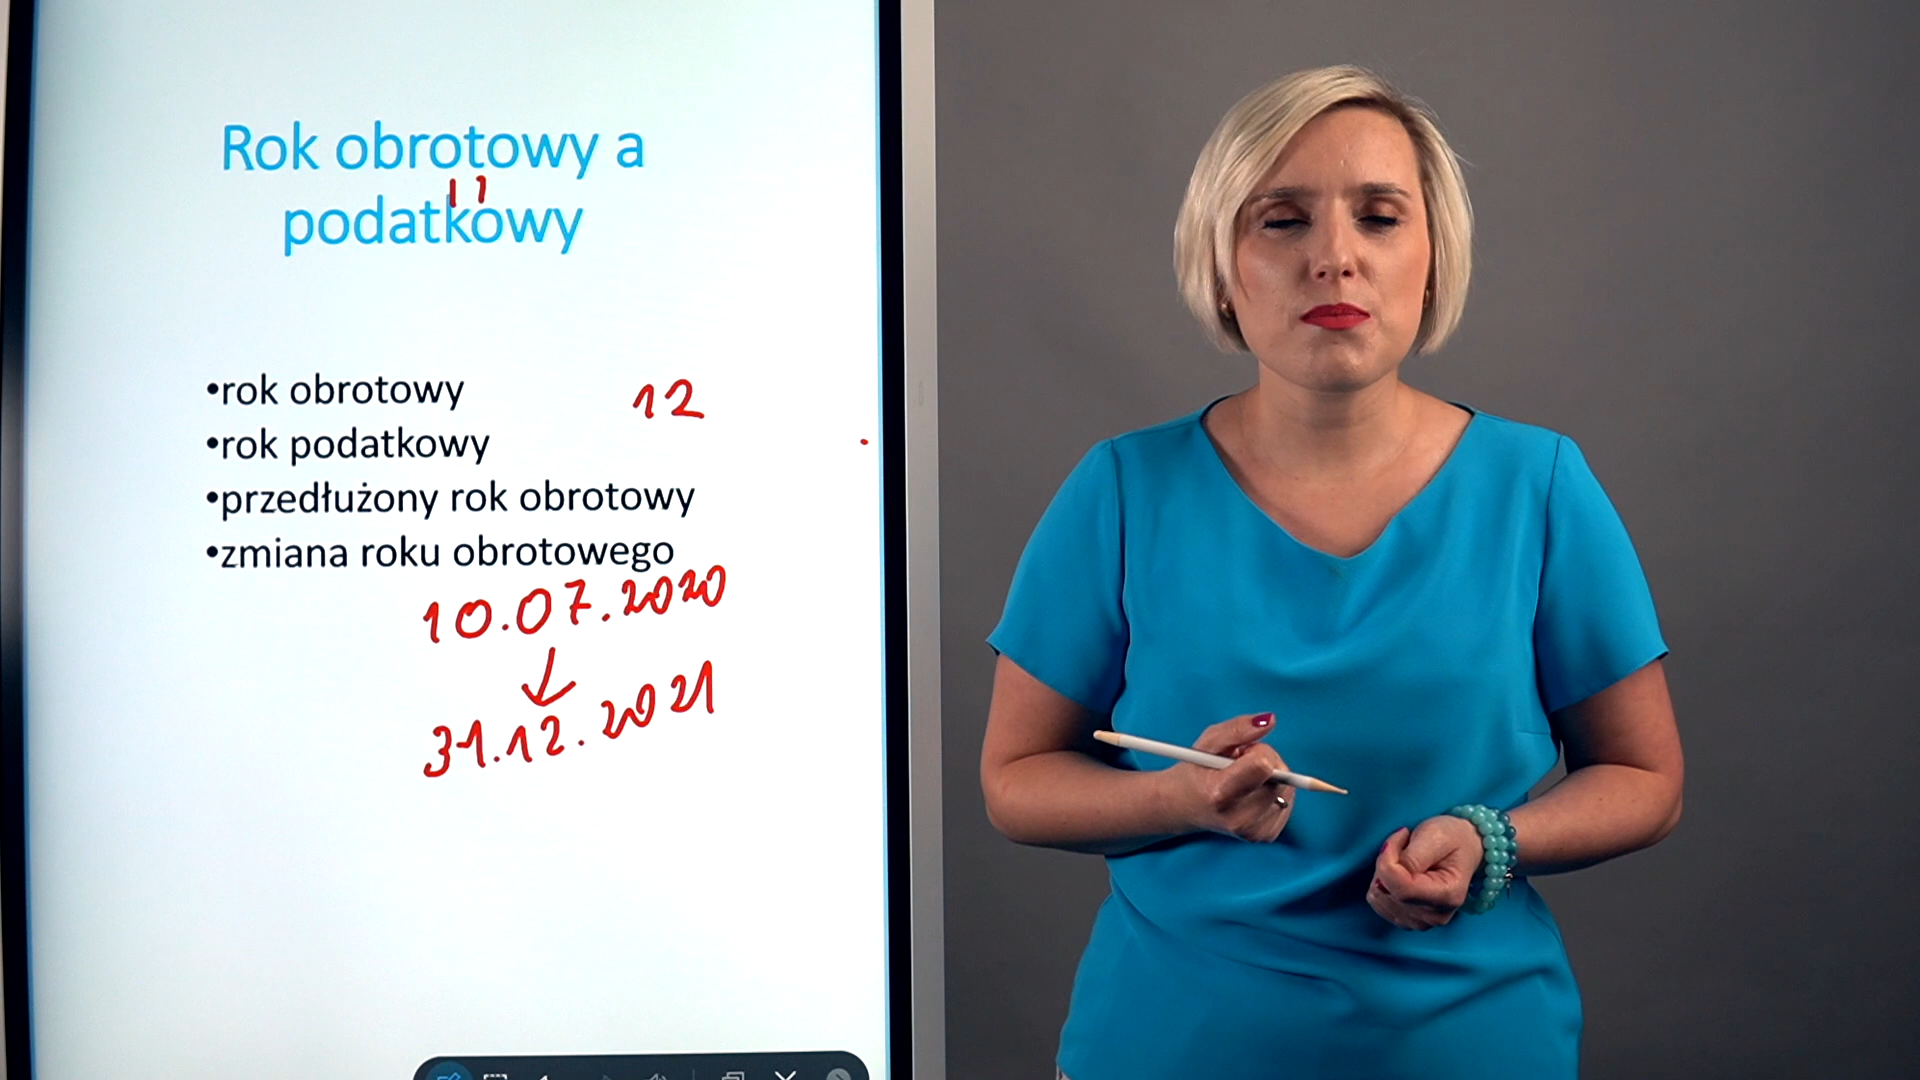 Rok obrotowy a
podatkowy
•rok obrotowy
12
•rok podatkowy
•przedłużony rok obrotowy
•zmiana roku obrotowego
10.07.2020
31.12.2021